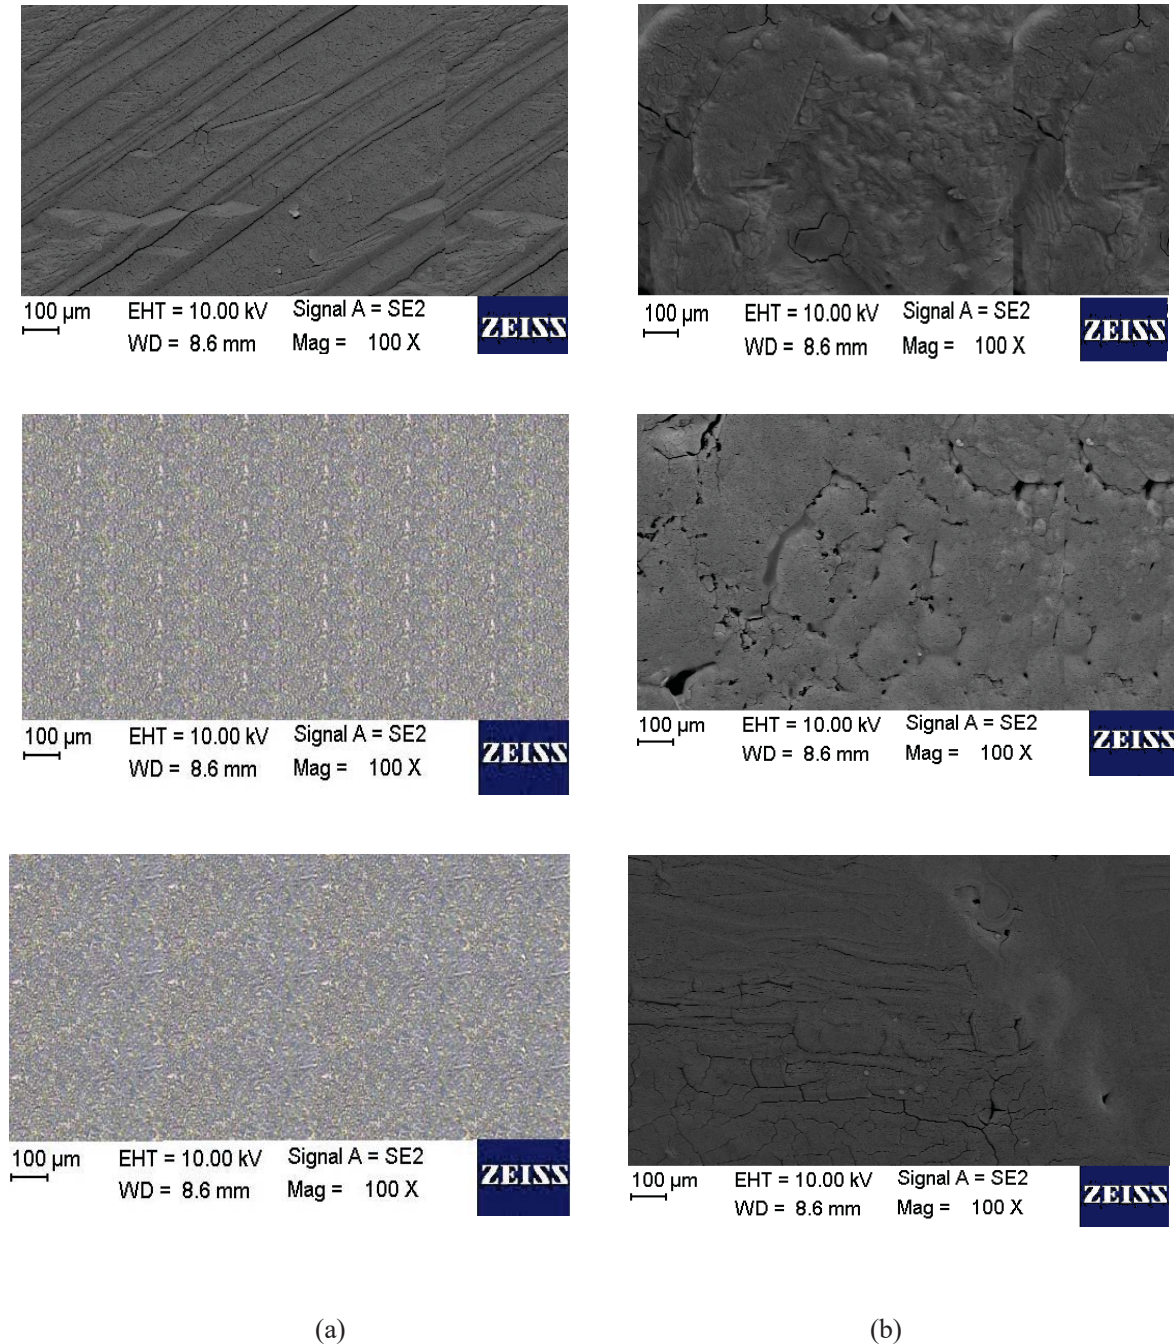 100 µm EHT = 10.00 kV Signal A = SE2 ZEISS
WD = 8.6 mm Mag = 100 X
100 µm EHT = 10.00 kV Signal A = SE2 ZEISS
WD = 8.6 mm Mag = 100 X
100 µm EHT = 10.00 kV Signal A = SE2 ZEISS
WD = 8.6 mm Mag = 100 X
100 µm EHT = 10.00 kV Signal A = SE2 ZEISS
WD = 8.6 mm Mag = 100 X
100 µm EHT = 10.00 kV Signal A = SE2 ZEISS
WD = 8.6 mm Mag = 100 X
100 µm EHT = 10.00 kV Signal A = SE2 ZEISS
WD = 8.6 mm Mag = 100 X
(a) (b)